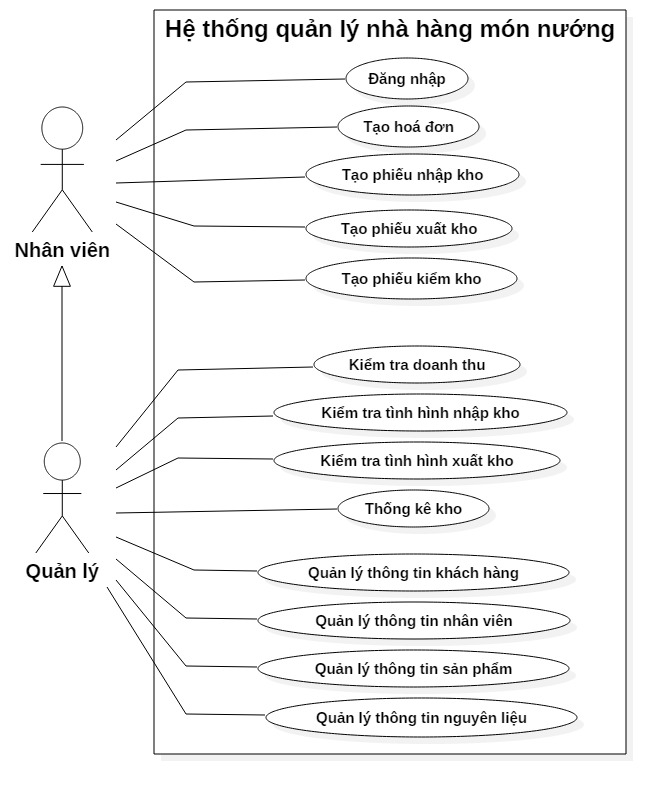 Hệ thống quản lý nhà hàng món nướng
Đăng nhập
Tạo hoá đơn
Tạo phiếu nhập kho
Tạo phiếu xuất kho
Nhân viên
Tạo phiếu kiểm kho
Kiểm tra doanh thu
Kiểm tra tình hình nhập kho
Kiểm tra tình hình xuất kho
Thống kê kho
Quản lý
Quản lý thông tin khách hàng
Quản lý thông tin nhân viên
Quản lý thông tin sản phẩm
Quản lý thông tin nguyên liệu